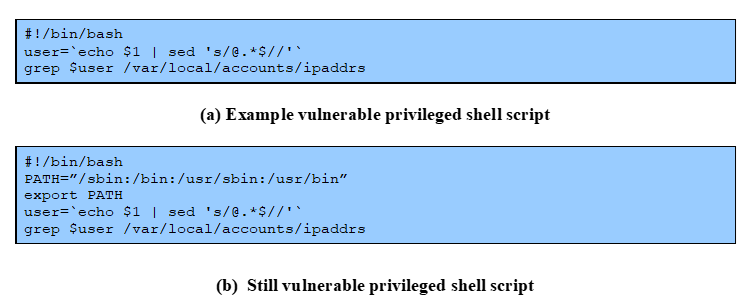 #!/bin/bash
user=`echo $1 | sed 's/@.*$//'`
grep $user /var/local/accounts/ipaddrs
(a) Example vulnerable privileged shell script
#!/bin/bash
PATH=”/sbin:/bin:/usr/sbin:/usr/bin”
export PATH
user=`echo $1 | sed 's/@.*$//'`
grep $user /var/local/accounts/ipaddrs
(b) Still vulnerable privileged shell script